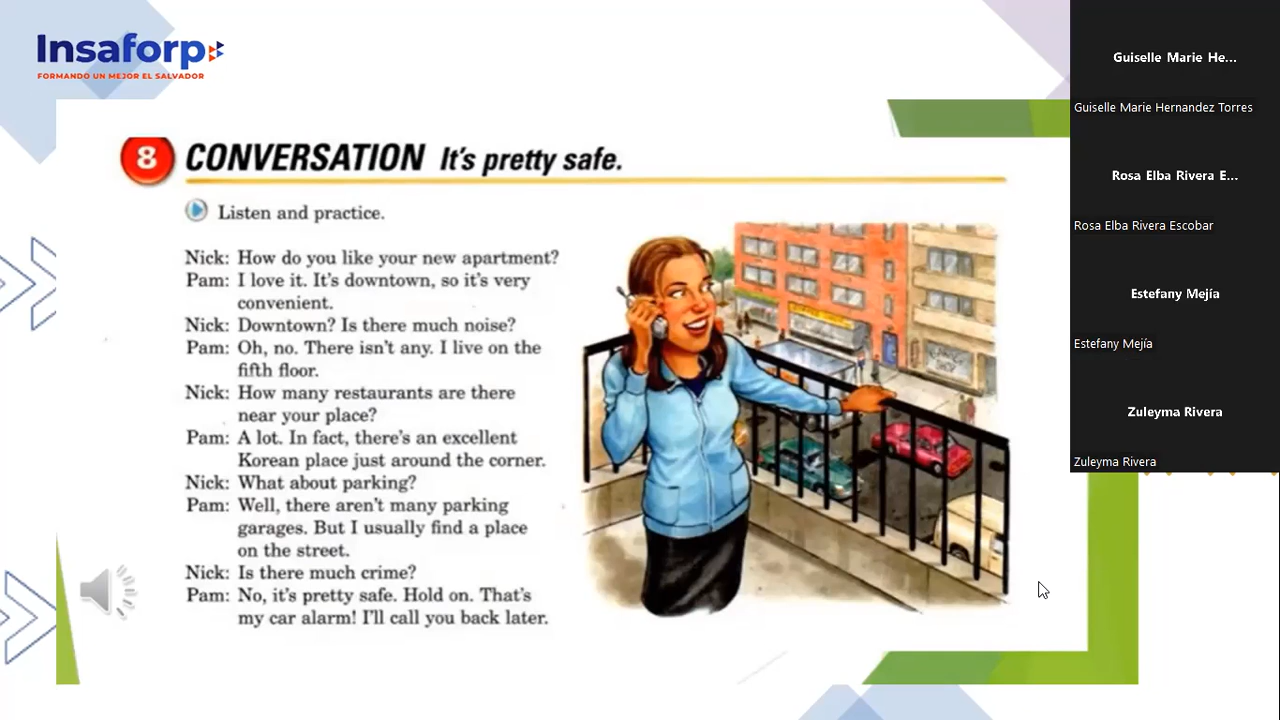 Insaforp
FORMANDO UN MEJOR EL SALVADOR
8 CONVERSATION It's pretty safe.
Listen and practice.
Nick: How do you like your new apartment?
Pam: I love it. It's downtown, so it's very
convenient.
Nick: Downtown? Is there much noise?
Pam: Oh, no. There isn't any. I live on the
fifth floor.
Nick: How many restaurants are there
near your place?
Pam: A lot. In fact, there's an excellent
Korean place just around the corner.
Nick: What about parking?
Pam: Well, there aren't many parking
garages. But I usually find a place
on the street.
Nick: Is there much crime?
Pam: No, it's pretty safe. Hold on. That's
my car alarm! I'll call you back later.
Guiselle Marie He...
Guiselle Marie Hernandez Torres
Rosa Elba Rivera E...
Rosa Elba Rivera Escobar
Estefany Mejía
Estefany Mejía
Zuleyma Rivera
Zuleyma Rivera